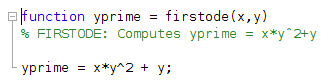 function yprime = firstode(x,y)
% FIRSTODE: Computes yprime = x*y^2+y
yprime = x*y^2 + y;